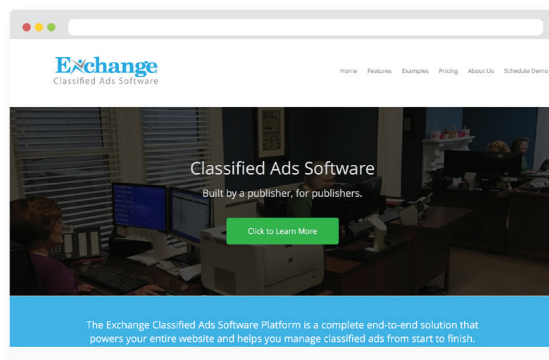 Exchange
Classified Ads Software
Home Features Examples Pricing About Us Schedule Demo
Classified Ads Software
Built by a publisher, for publishers.
Click to Learn More
The Exchange Classified Ads Software Platform is a complete end-to-end solution that
powers your entire website and helps you manage classified ads from start to finish.